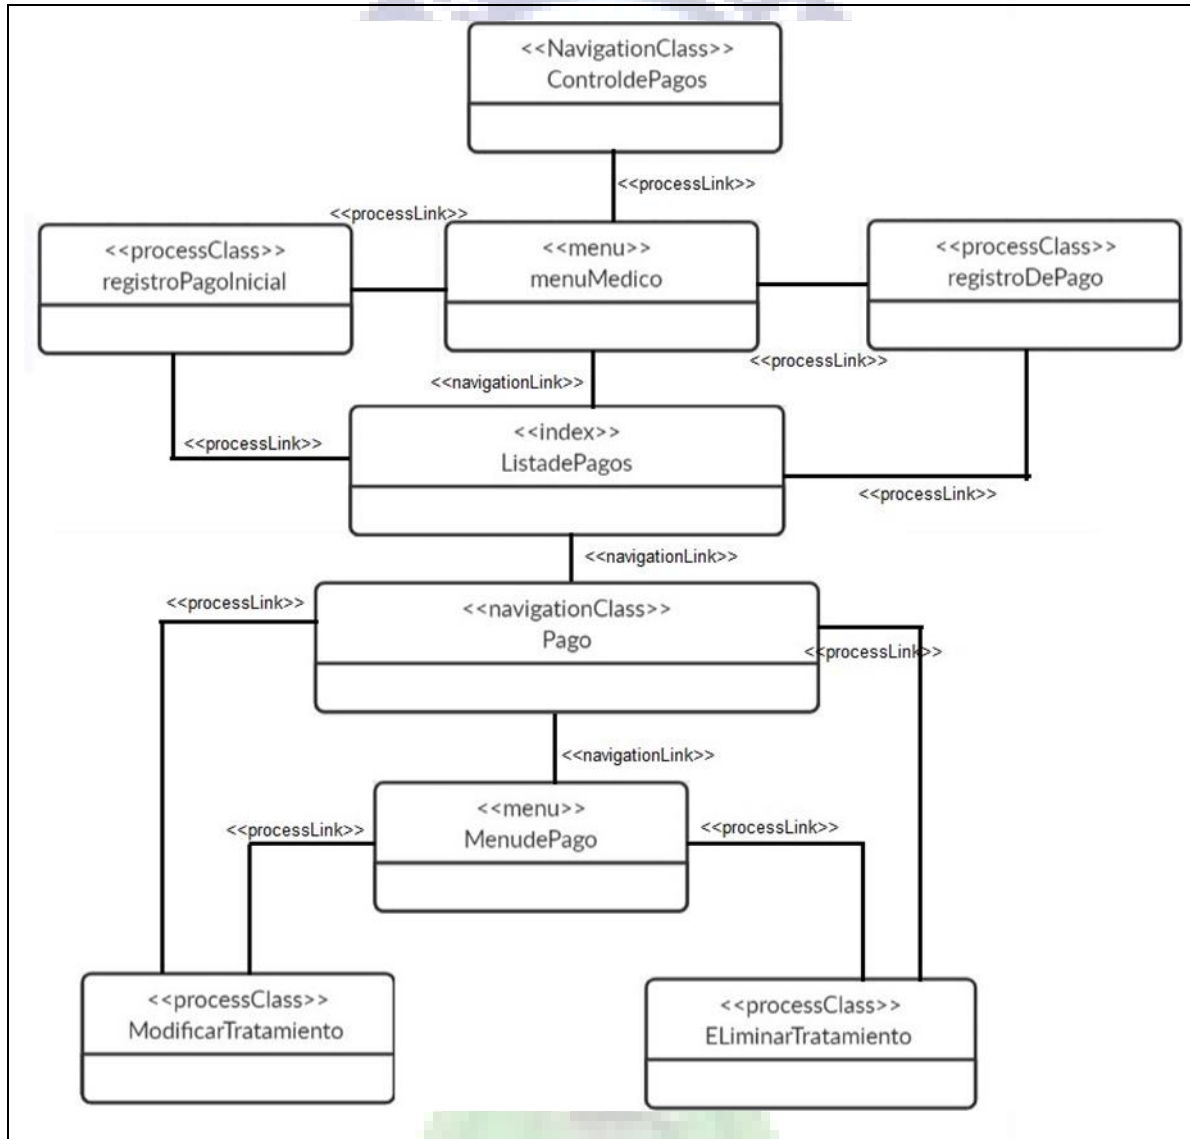 <<NavigationClass>>
ControldePagos
<<processLink>>
<<processLink>>
<<processClass>>
registroPagoInicial
<<menu>>
menuMedico
<<processClass>>
registroDePago
<<processLink>>
<<navigationLink>>
<<index>>
ListadePagos
<<processLink>>
<<processLink>>
<<navigationLink>>
<<processLink>>
<<navigationClass>>
Pago
<<processLink>>
<<navigationLink>>
<<menu>>
MenudePago
<<processLink>>
<<processLink>>
<<processClass>>
ModificarTratamiento
<<processClass>>
ELiminarTratamiento